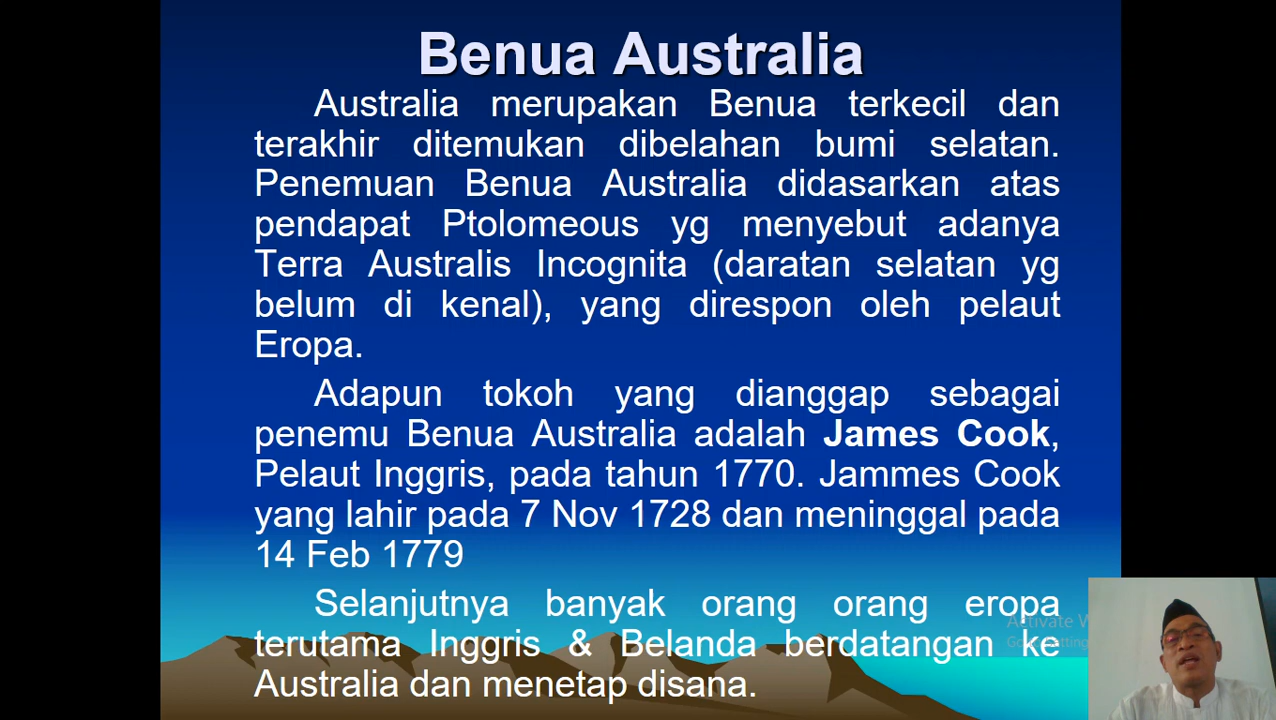 Benua Australia
Australia merupakan Benua terkecil dan
terakhir ditemukan dibelahan bumi selatan.
Penemuan Benua Australia didasarkan atas
pendapat Ptolomeous yg menyebut adanya
Terra Australis Incognita (daratan selatan yg
belum di kenal), yang direspon oleh pelaut
Eropa.
Adapun tokoh yang dianggap sebagai
penemu Benua Australia adalah James Cook,
Pelaut Inggris, pada tahun 1770. Jammes Cook
yang lahir pada 7 Nov 1728 dan meninggal pada
14 Feb 1779
Selanjutnya banyak orang orang eropa
terutama Inggris & Belanda berdatangan ke
Australia dan menetap disana.
Activate W